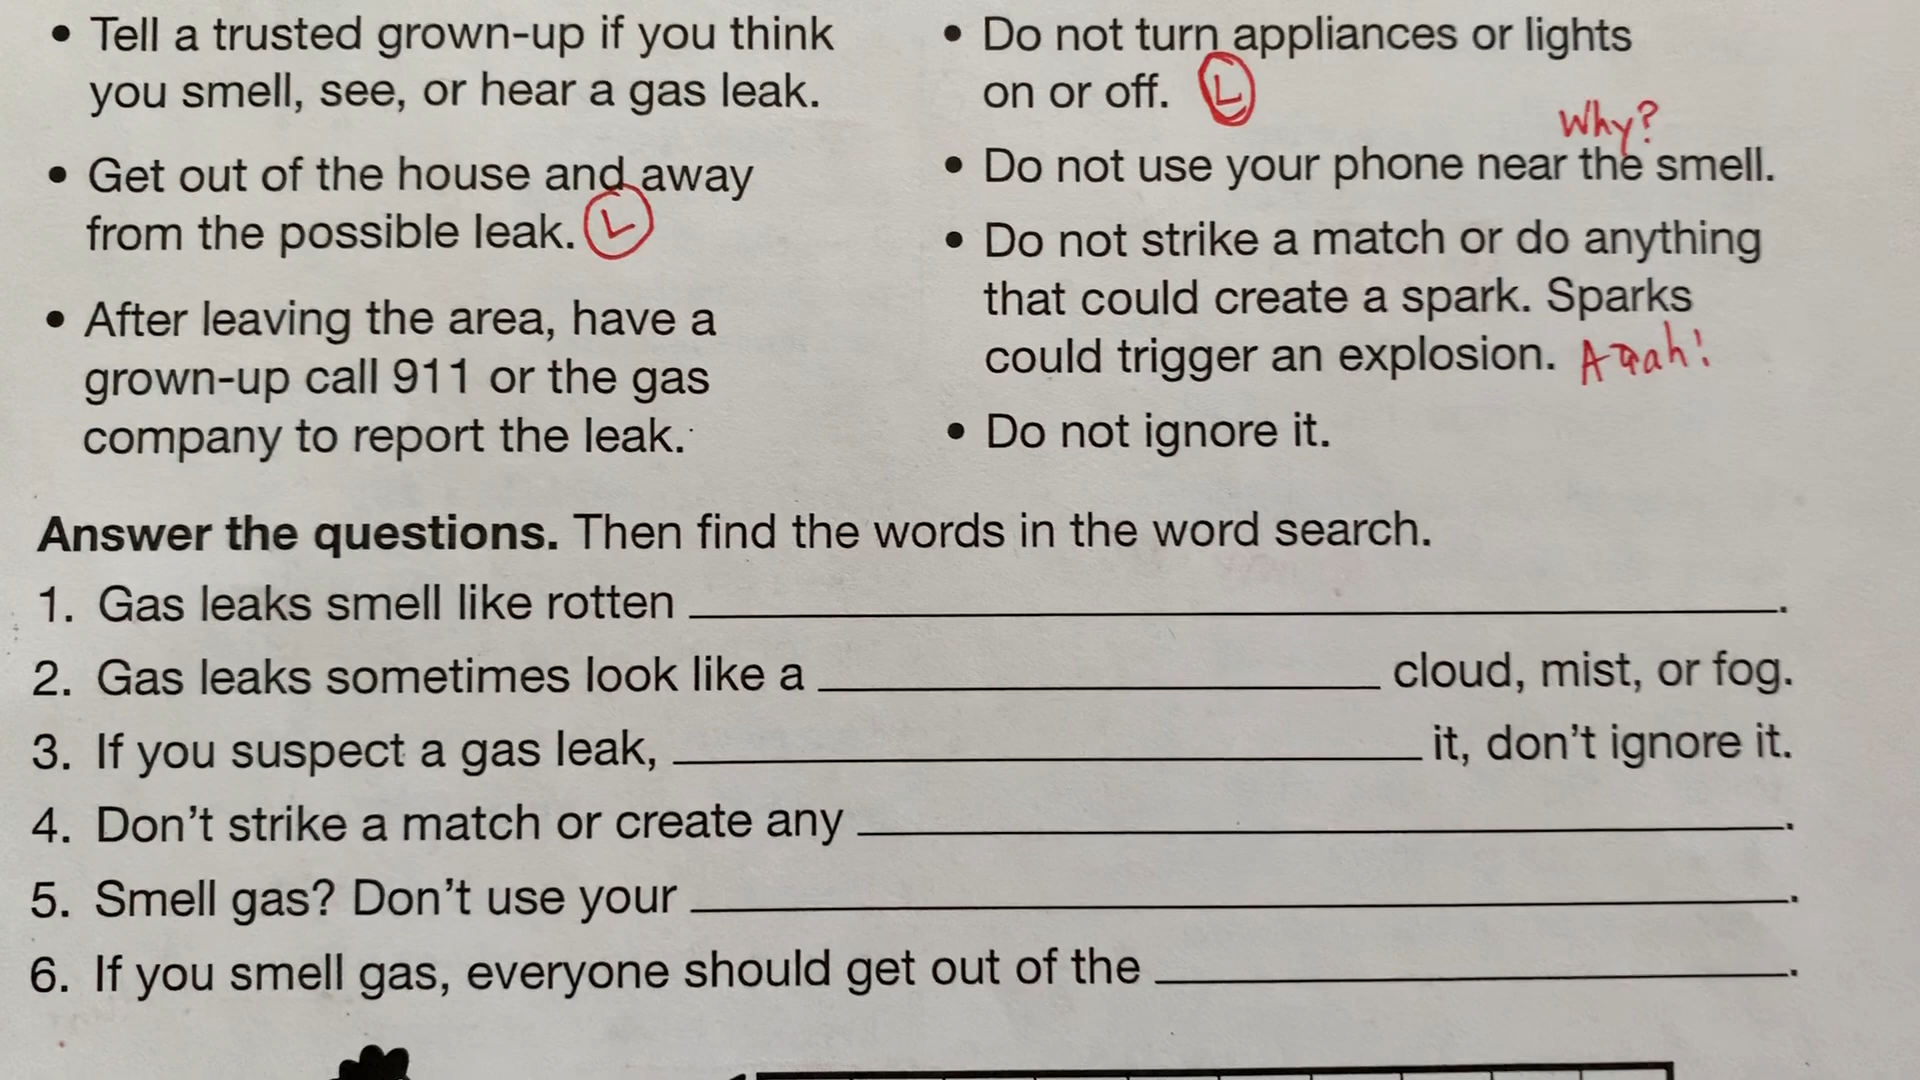 • Tell a trusted grown-up if you think
you smell, see, or hear a gas leak.
• Get out of the house and away
from the possible leak. L
• After leaving the area, have a
grown-up call 911 or the gas
company to report the leak.
• Do not turn appliances or lights
on or off. L
Why?
• Do not use your phone near the smell.
• Do not strike a match or do anything
that could create a spark. Sparks
could trigger an explosion. Aaah!
• Do not ignore it.
Answer the questions. Then find the words in the word search.
1. Gas leaks smell like rotten ____________________.
2. Gas leaks sometimes look like a ____________________ cloud, mist, or fog.
3. If you suspect a gas leak, ____________________ it, don't ignore it.
4. Don't strike a match or create any ____________________.
5. Smell gas? Don't use your ____________________.
6. If you smell gas, everyone should get out of the ____________________.